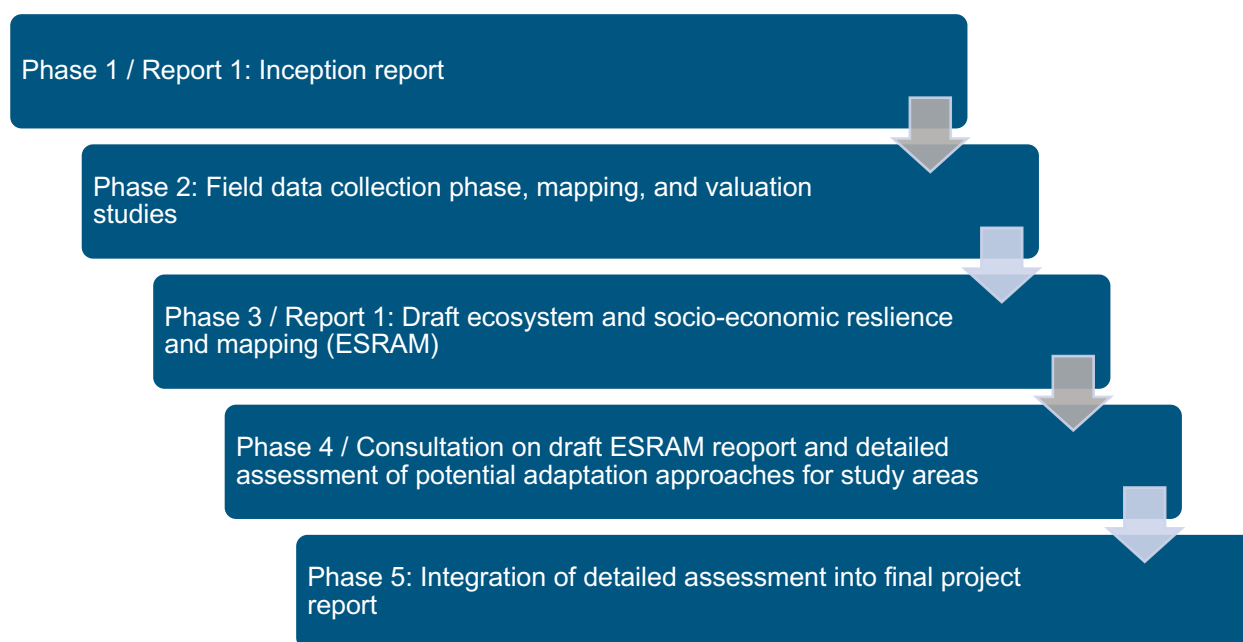 Phase 1 / Report 1: Inception report
Phase 2: Field data collection phase, mapping, and valuation
studies
Phase 3 / Report 1: Draft ecosystem and socio-economic reslience
and mapping (ESRAM)
Phase 4 / Consultation on draft ESRAM reoport and detailed
assessment of potential adaptation approaches for study areas
Phase 5: Integration of detailed assessment into final project
report